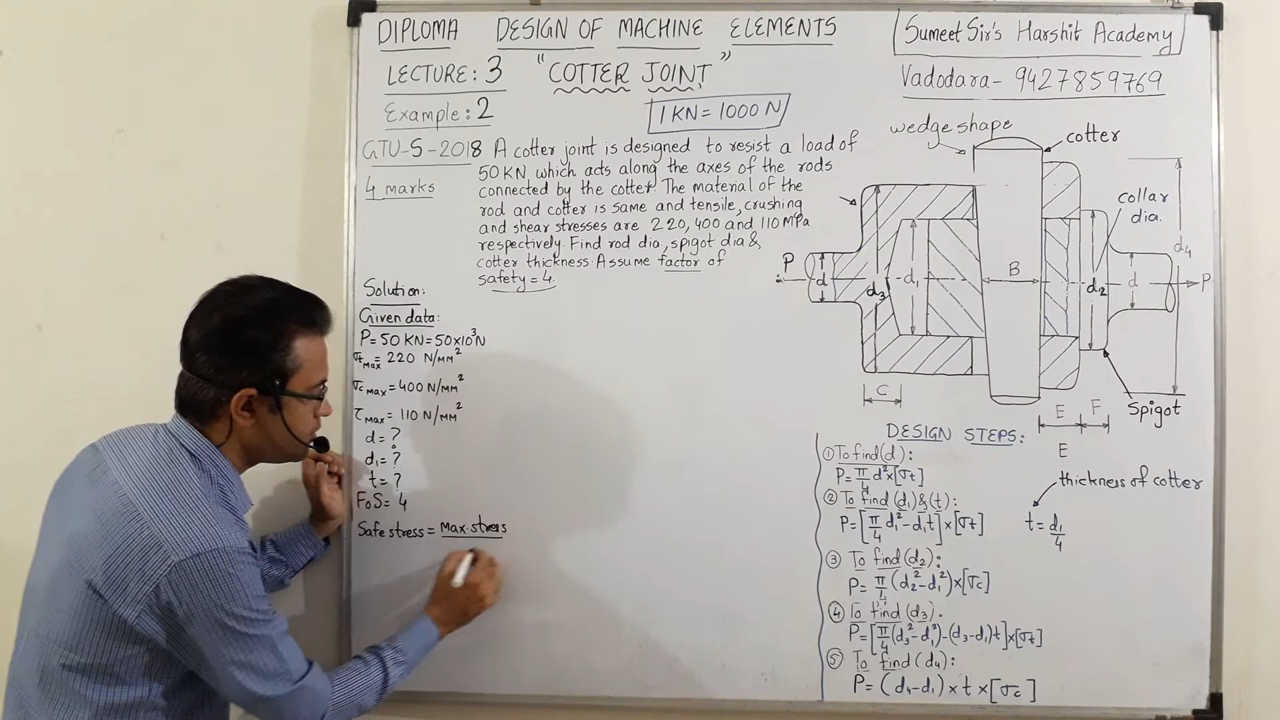 DIPLOMA DESIGN OF MACHINE ELEMENTS
Sumeet Sir's Harshit Academy
LECTURE: 3 "COTTER JOINT"
Vadodara - 9427859769
Example: 2
1 KN = 1000 N
GTU-S-2018 A cotter joint is designed to resist a load of
4 marks
50 KN, which acts along the axes of the rods
connected by the cotter. The material of the
rod and cotter is same and tensile, crushing
and shear stresses are 220, 400 and 110 MPa
respectively. Find rod dia, spigot dia &
cotter thickness. Assume factor of
safety = 4.
Solution:
Given data:
P = 50 KN = 50×10³N
σt max = 220 N/MM²
σc max = 400 N/MM²
τmax = 110 N/MM²
d = ?
d₁ = ?
t = ?
FoS = 4
Safe stress = Max. stress
wedge shape
cotter
collar
dia.
P
d
d₃
d₁
B
d₂
d
d₄
P
C
E
F
Spigot
E
thickness of cotter
t = d₁/4
DESIGN STEPS:
① To find (d):
P = π/4 d² × [σt]
② To find (d₁) & (t):
P = [π/4 d₁² - d₁t] × [σt]
③ To find (d₂):
P = π/4 (d₂² - d₁²) × [σc]
④ To find (d₃).
P = [π/4 (d₃² - d₁²) - (d₃ - d₁) t] × [σt]
⑤ To find (d₄):
P = (d₄ - d₁) × t × [σc]